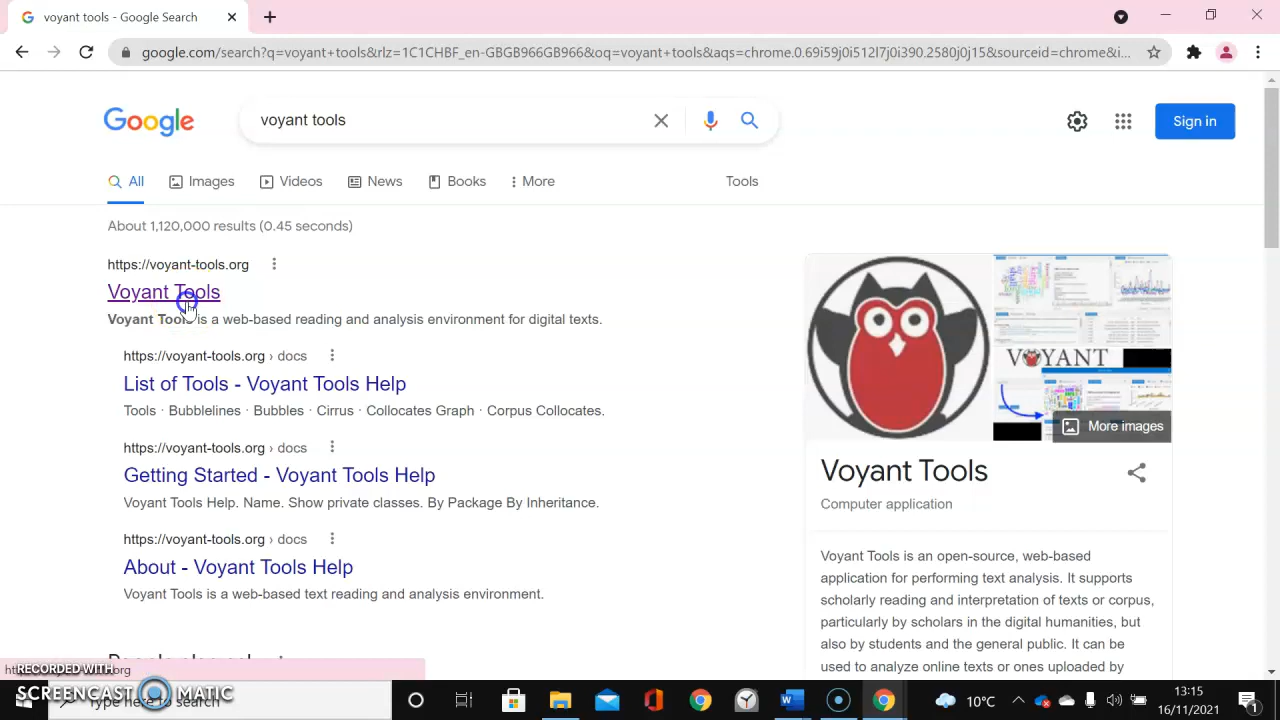 voyant tools - Google Search
google.com/search?q=voyant+tools&rlz=1C1CHBF_en-GBGB966GB966&oq=voyant+tools&aqs=chrome.0.69i59j0i512l7j0i390.2580j0j15&sourceid=chrome&i...
Google
voyant tools
Sign in
All
Images
Videos
News
Books
More
Tools
About 1,120,000 results (0.45 seconds)
https://voyant-tools.org
Voyant Tools
Voyant Tools is a web-based reading and analysis environment for digital texts.
https://voyant-tools.org › docs
List of Tools - Voyant Tools Help
Tools · Bubblelines · Bubbles · Cirrus · Collocates Graph · Corpus Collocates.
https://voyant-tools.org › docs
Getting Started - Voyant Tools Help
Voyant Tools Help. Name. Show private classes. By Package By Inheritance.
https://voyant-tools.org › docs
About - Voyant Tools Help
Voyant Tools is a web-based text reading and analysis environment.
VOYANT
More images
Voyant Tools
Computer application
Voyant Tools is an open-source, web-based
application for performing text analysis. It supports
scholarly reading and interpretation of texts or corpus,
particularly by scholars in the digital humanities, but
also by students and the general public. It can be
used to analyze online texts or ones uploaded by
RECORDED WITH
SCREENCAST MATIC
Type here to search
10°C
13:15
16/11/2021
1